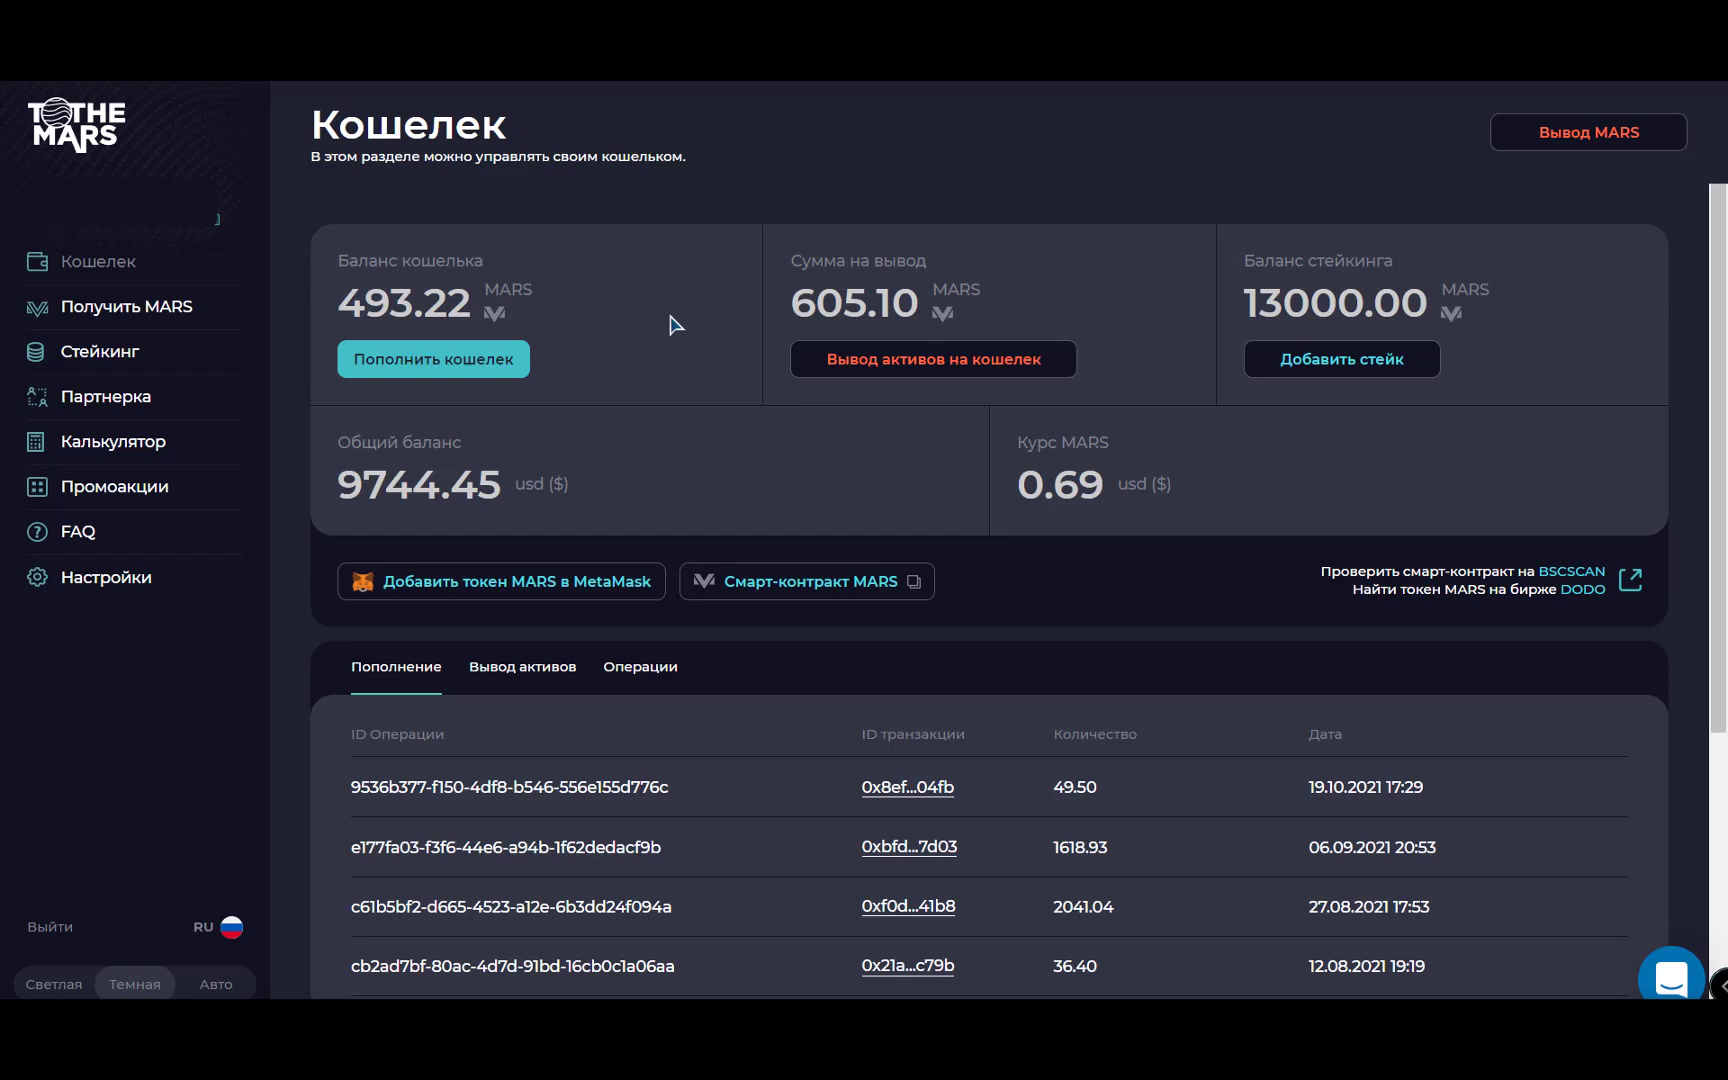 TO THE
MARS
Кошелек
Получить MARS
Стейкинг
Партнерка
Калькулятор
Промоакции
FAQ
Настройки
Выйти RU
Светлая Темная Авто
Кошелек
В этом разделе можно управлять своим кошельком.
Вывод MARS
Баланс кошелька
493.22 MARS
Пополнить кошелек
Сумма на вывод
605.10 MARS
Вывод активов на кошелек
Баланс стейкинга
13000.00 MARS
Добавить стейк
Общий баланс
9744.45 usd ($)
Курс MARS
0.69 usd ($)
Добавить токен MARS в MetaMask
Смарт-контракт MARS
Проверить смарт-контракт на BSCSCAN
Найти токен MARS на бирже DODO
Пополнение Вывод активов Операции
ID Операции ID транзакции Количество Дата
9536b377-f150-4df8-b546-556e155d776c 0x8ef...04fb 49.50 19.10.2021 17:29
e177fa03-f3f6-44e6-a94b-1f62dedacf9b 0xbfd...7d03 1618.93 06.09.2021 20:53
c61b5bf2-d665-4523-a12e-6b3dd24f094a 0xf0d...41b8 2041.04 27.08.2021 17:53
cb2ad7bf-80ac-4d7d-91bd-16cb0c1a06aa 0x21a...c79b 36.40 12.08.2021 19:19